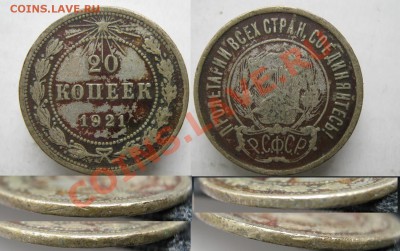 COINS.LAVE.RU
20
КОПЕЕК
1921
ПРОЛЕТАРИИ ВСЕХ СТРАН, СОЕДИНЯЙТЕСЬ!
Р.С.Ф.С.Р.
COINS.LAVE.RU